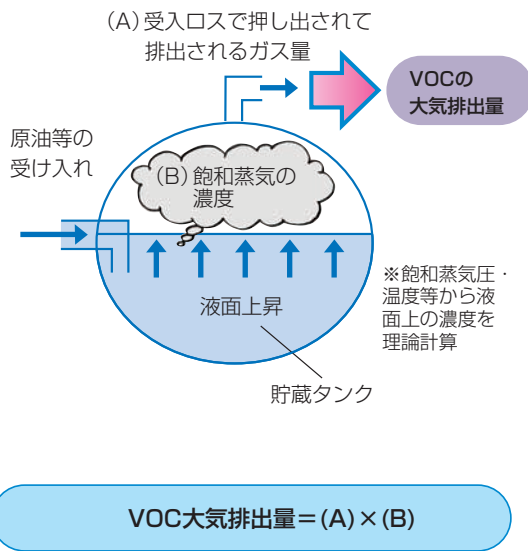 (A)受入ロスで押し出されて
排出されるガス量
VOCの
大気排出量
原油等の
受け入れ
(B)飽和蒸気の
濃度
液面上昇
※飽和蒸気圧・
温度等から液
面上の濃度を
理論計算
貯蔵タンク
VOC大気排出量=(A)×(B)